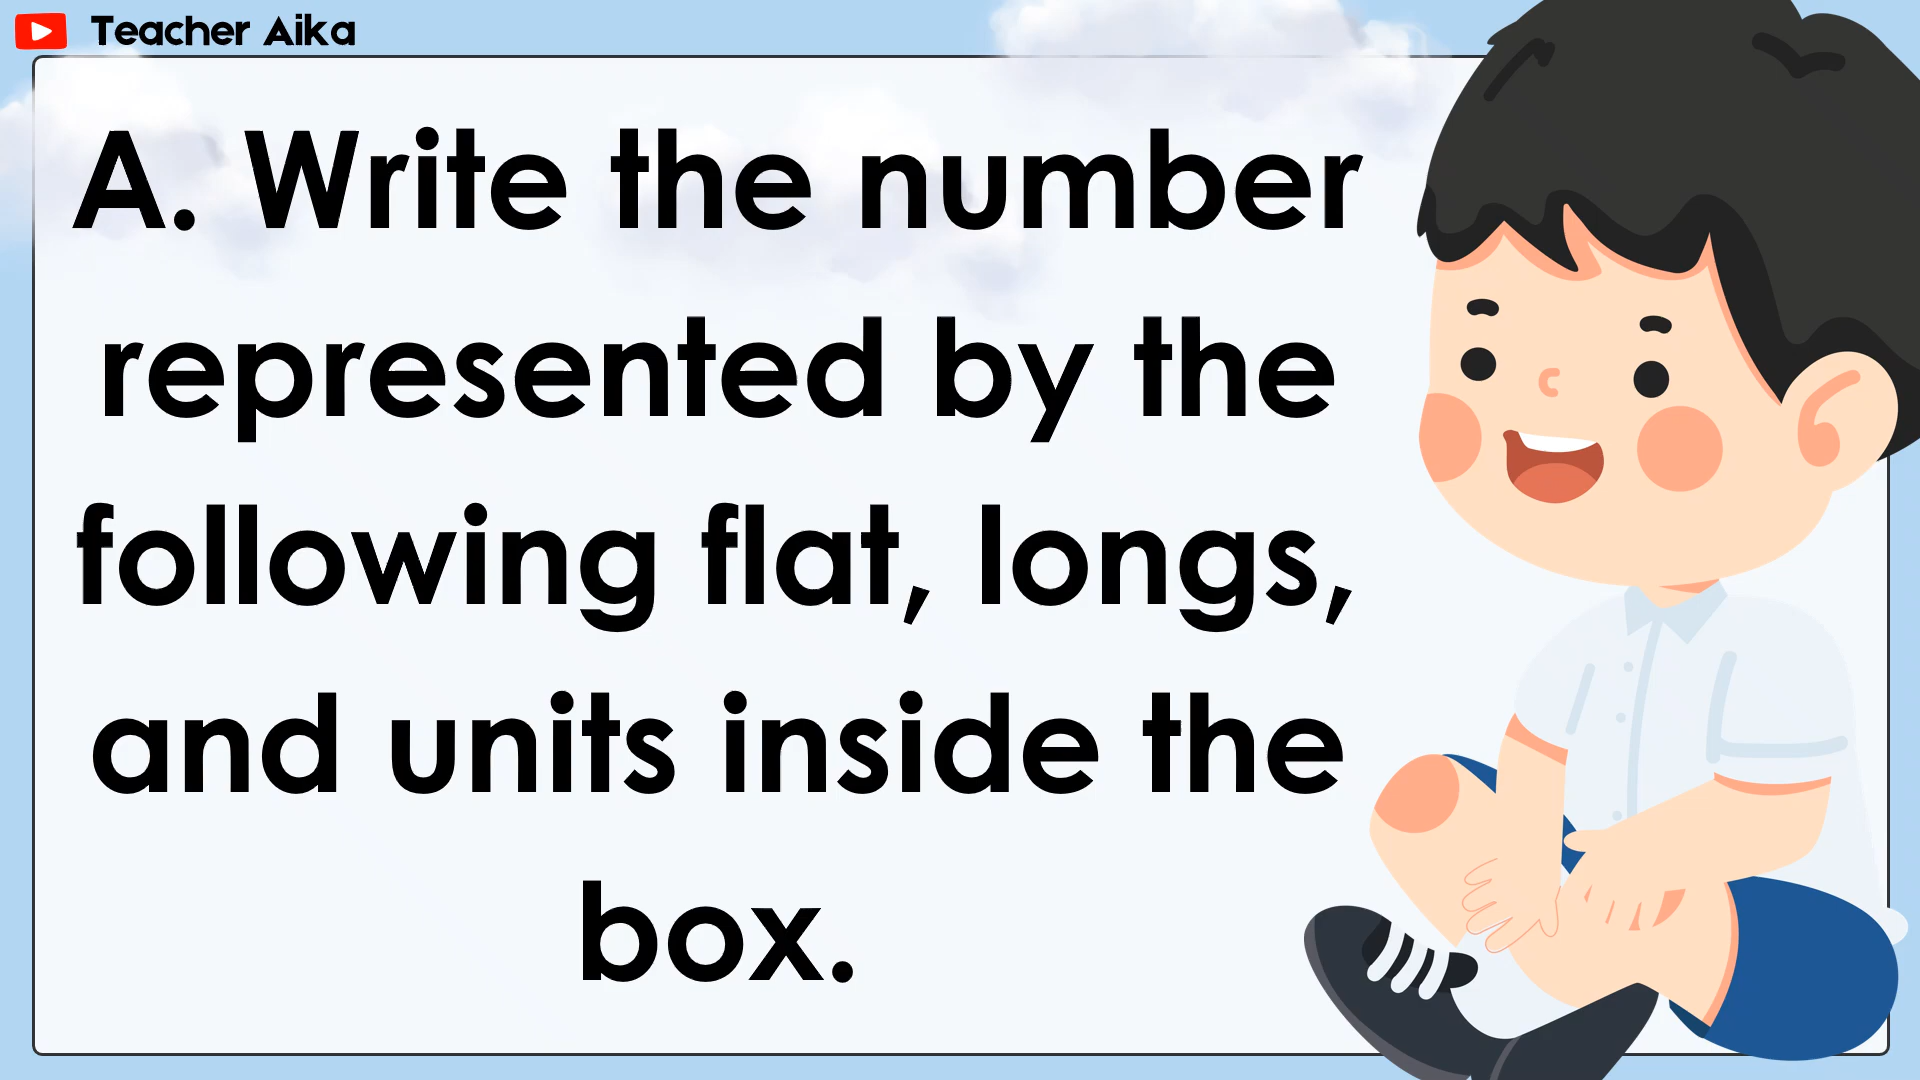 Teacher Aika
A. Write the number
represented by the
following flat, longs,
and units inside the
box.